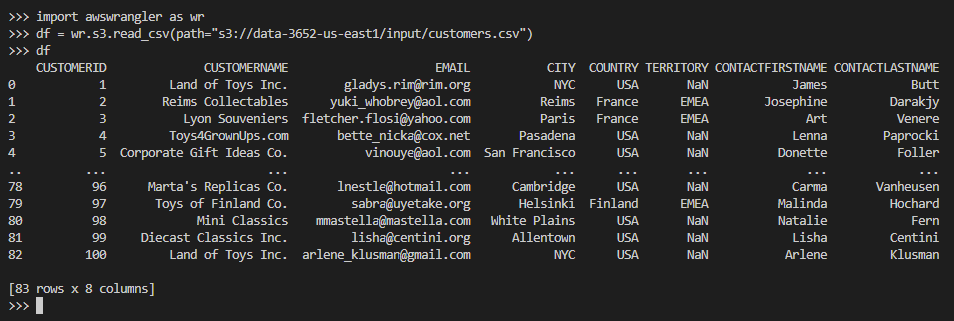 >>> import awswrangler as wr
>>> df = wr.s3.read_csv(path="s3://data-3652-us-east1/input/customers.csv")
>>> df
    CUSTOMERID              CUSTOMERNAME                     EMAIL           CITY  COUNTRY TERRITORY CONTACTFIRSTNAME CONTACTLASTNAME
0            1         Land of Toys Inc.        gladys.rim@rim.org            NYC      USA       NaN            James            Butt
1            2        Reims Collectables      yuki_whobrey@aol.com          Reims   France      EMEA        Josephine         Darakjy
2            3           Lyon Souveniers  fletcher.flosi@yahoo.com          Paris   France      EMEA              Art          Venere
3            4          Toys4GrownUps.com       bette_nicka@cox.net       Pasadena      USA       NaN            Lenna        Paprocki
4            5  Corporate Gift Ideas Co.           vinouye@aol.com  San Francisco      USA       NaN          Donette          Foller
..         ...                       ...                       ...            ...      ...       ...              ...             ...
78          96      Marta's Replicas Co.       lnestle@hotmail.com      Cambridge      USA       NaN            Carma       Vanheusen
79          97       Toys of Finland Co.         sabra@uyetake.org       Helsinki  Finland      EMEA          Malinda         Hochard
80          98             Mini Classics    mmastella@mastella.com   White Plains      USA       NaN          Natalie            Fern
81          99     Diecast Classics Inc.         lisha@centini.org      Allentown      USA       NaN            Lisha         Centini
82         100         Land of Toys Inc.  arlene_klusman@gmail.com            NYC      USA       NaN           Arlene         Klusman
[83 rows x 8 columns]
>>>